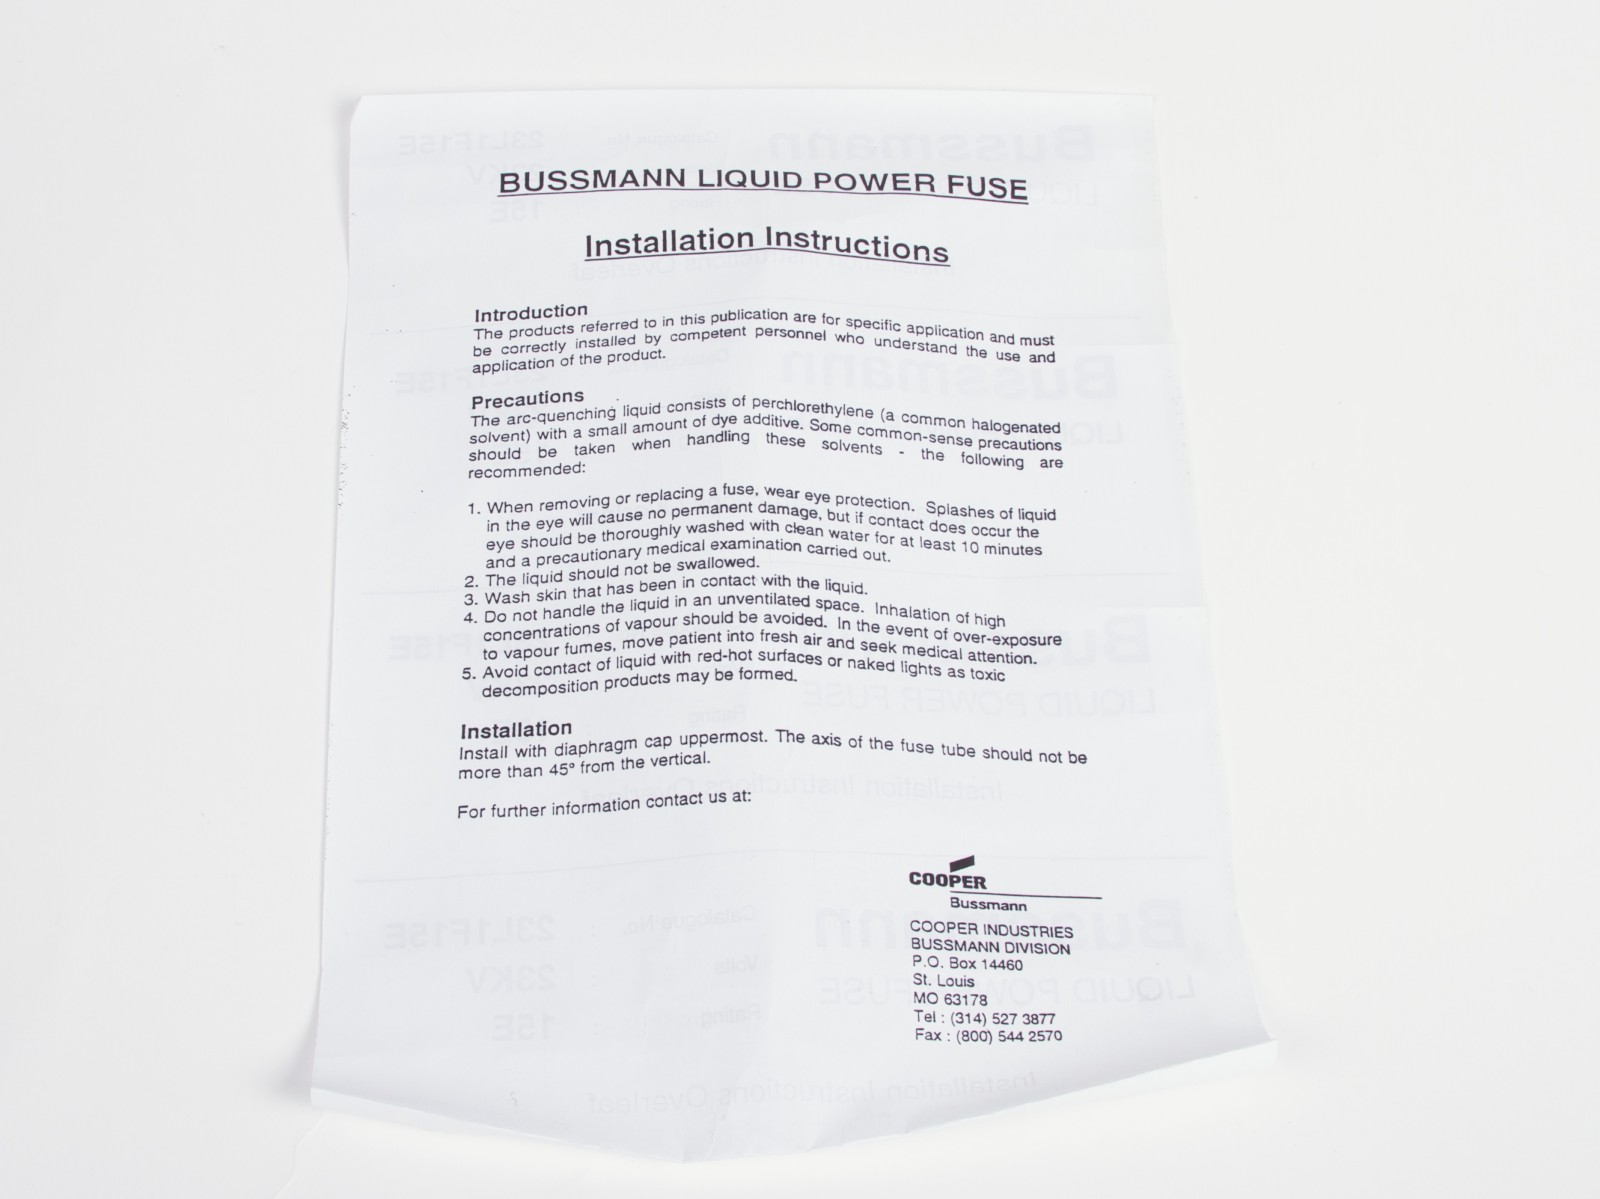 BUSSMANN LIQUID POWER FUSE
Installation Instructions
Introduction
The products referred to in this publication are for specific application and must
be correctly installed by competent personnel who understand the use and
application of the product.
Precautions
The arc-quenching liquid consists of perchlorethylene (a common halogenated
solvent) with a small amount of dye additive. Some common-sense precautions
should be taken when handling these solvents - the following are
recommended:
1. When removing or replacing a fuse, wear eye protection. Splashes of liquid
in the eye will cause no permanent damage, but if contact does occur the
eye should be thoroughly washed with clean water for at least 10 minutes
and a precautionary medical examination carried out.
2. The liquid should not be swallowed.
3. Wash skin that has been in contact with the liquid.
4. Do not handle the liquid in an unventilated space. Inhalation of high
concentrations of vapour should be avoided. In the event of over-exposure
to vapour fumes, move patient into fresh air and seek medical attention.
5. Avoid contact of liquid with red-hot surfaces or naked lights as toxic
decomposition products may be formed.
Installation
Install with diaphragm cap uppermost. The axis of the fuse tube should not be
more than 45° from the vertical.
For further information contact us at:
COOPER
Bussmann
COOPER INDUSTRIES
BUSSMANN DIVISION
P.O. Box 14460
St. Louis
MO 63178
Tel : (314) 527 3877
Fax : (800) 544 2570